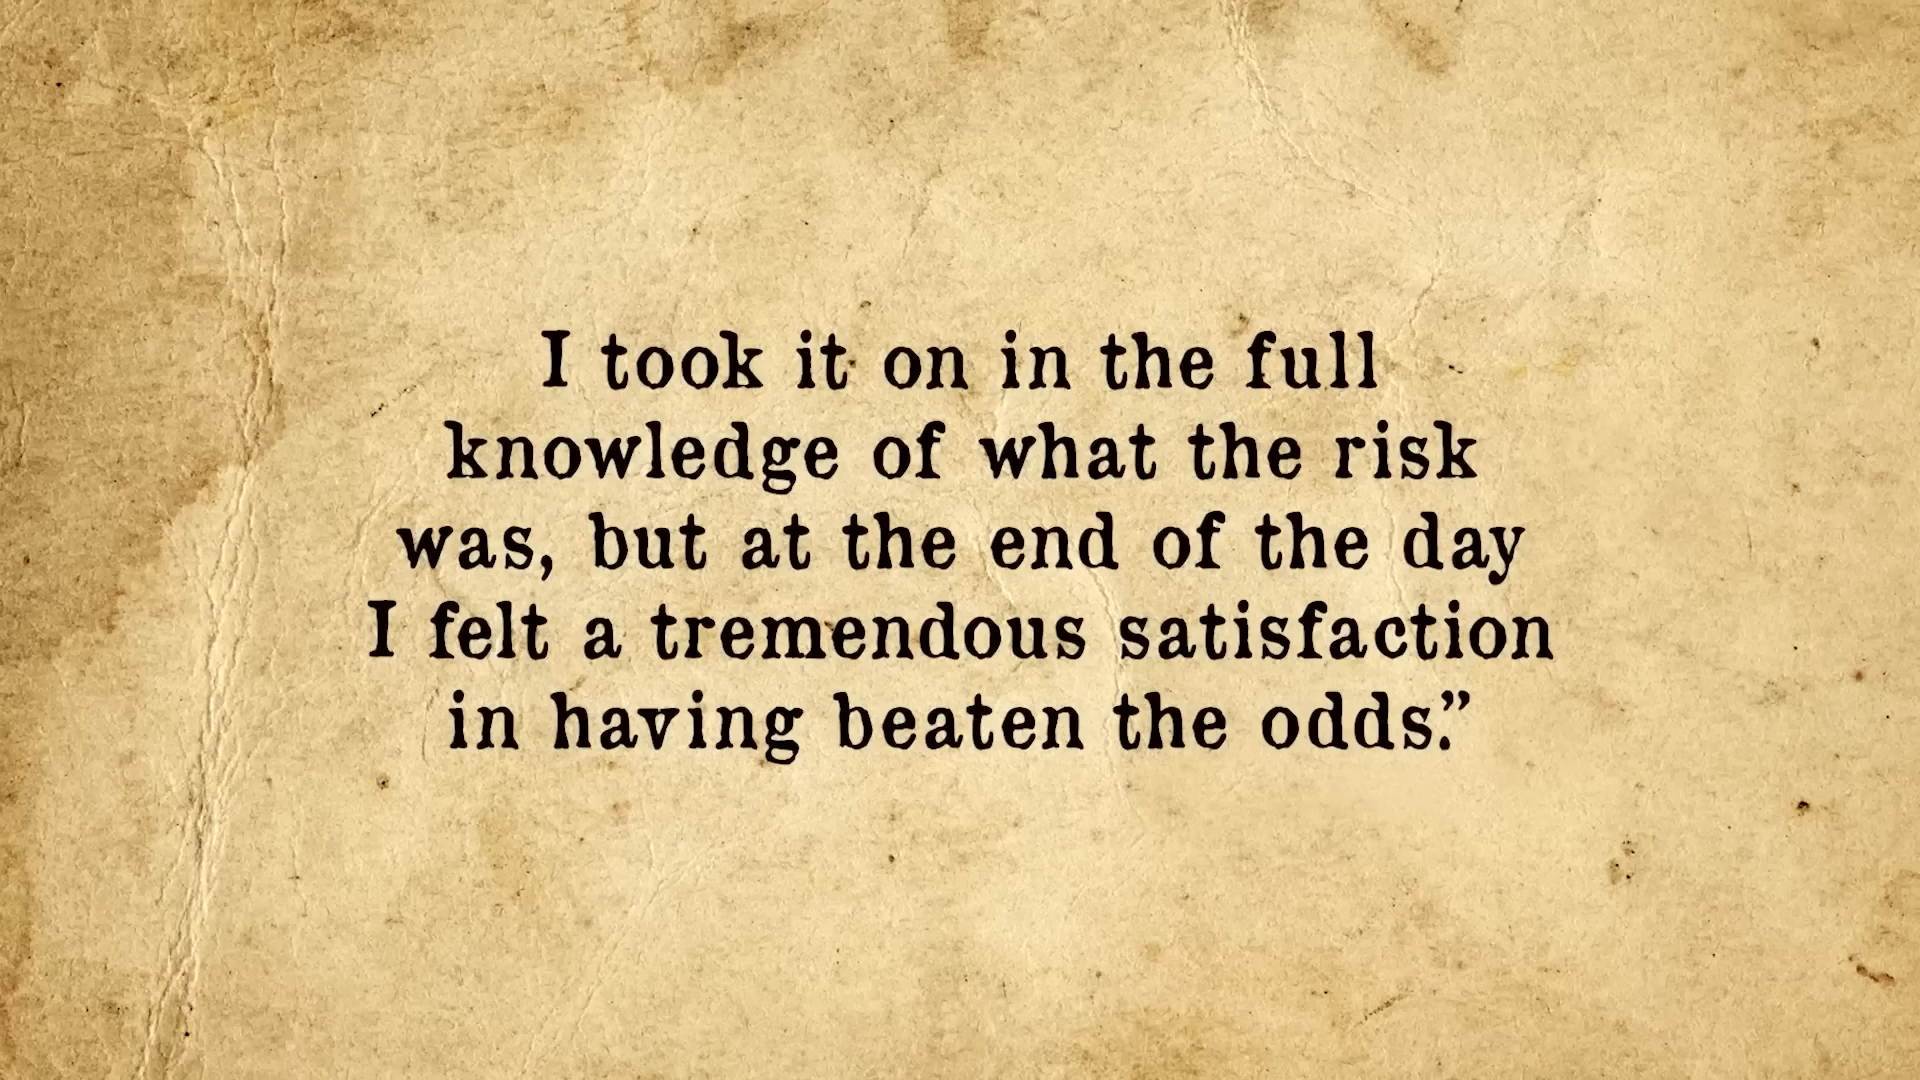 I took it on in the full
knowledge of what the risk
was, but at the end of the day
I felt a tremendous satisfaction
in having beaten the odds.”